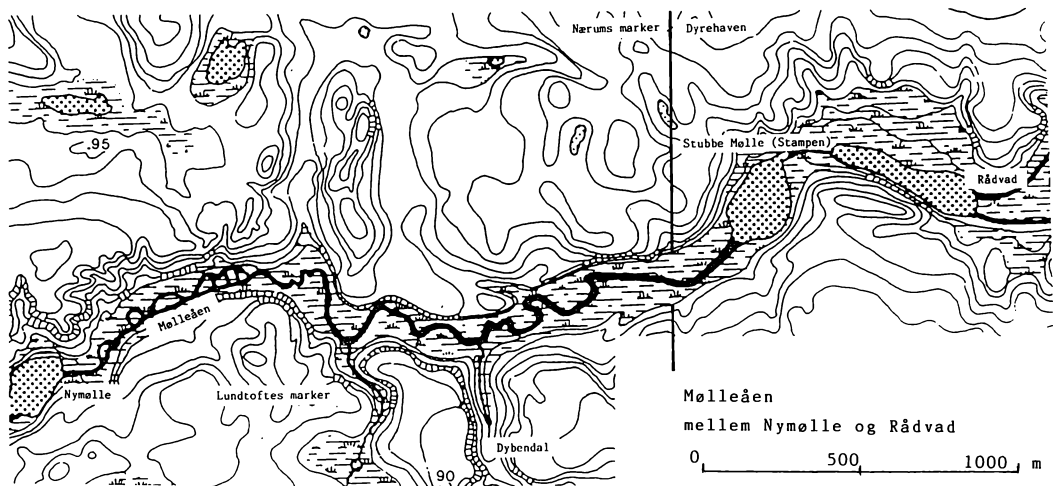 Nærums marker
Dyrehaven
.95
Stubbe Mølle (Stampen)
Rådvad
Mølleåen
Nymølle
Lundtoftes marker
Dybendal
90
Mølleåen
mellem Nymølle og Rådvad
0 500 1000 m